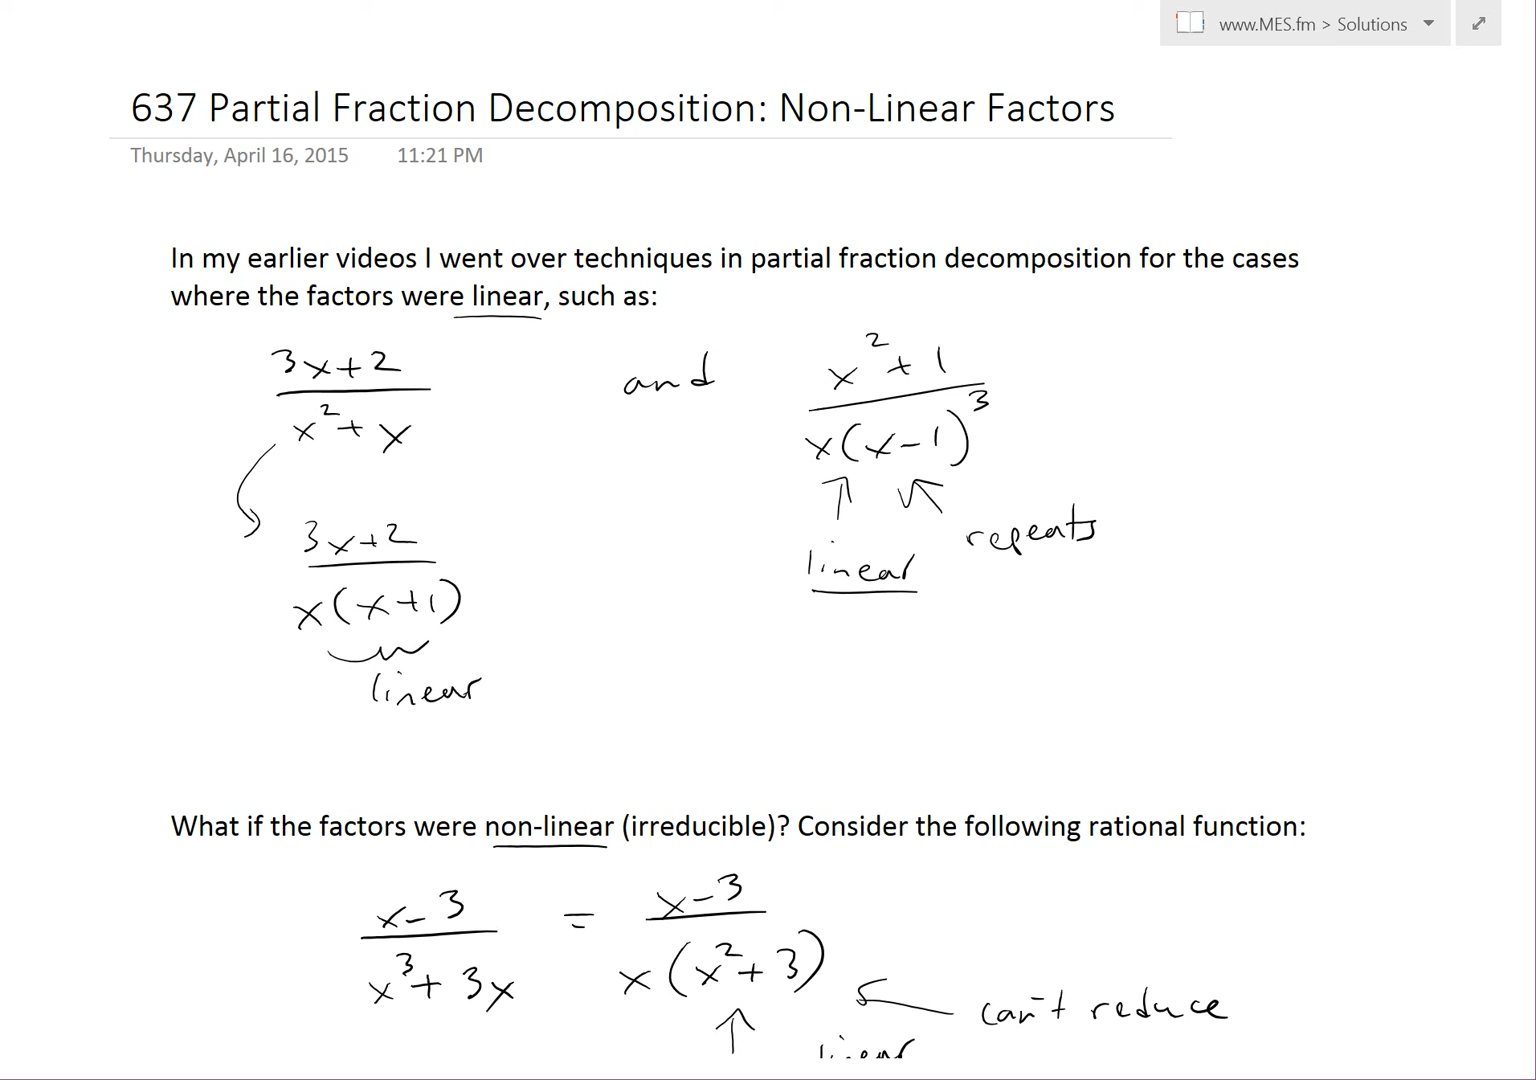 www.MES.fm > Solutions
637 Partial Fraction Decomposition: Non-Linear Factors
Thursday, April 16, 2015 11:21 PM
In my earlier videos I went over techniques in partial fraction decomposition for the cases
where the factors were linear, such as:
3x+2
x²+x
and
x²+1
x(x-1)³
3x+2
x(x+1)
linear
linear
repeats
What if the factors were non-linear (irreducible)? Consider the following rational function:
x-3
x³+3x
=
x-3
x(x²+3)
can't reduce
linear